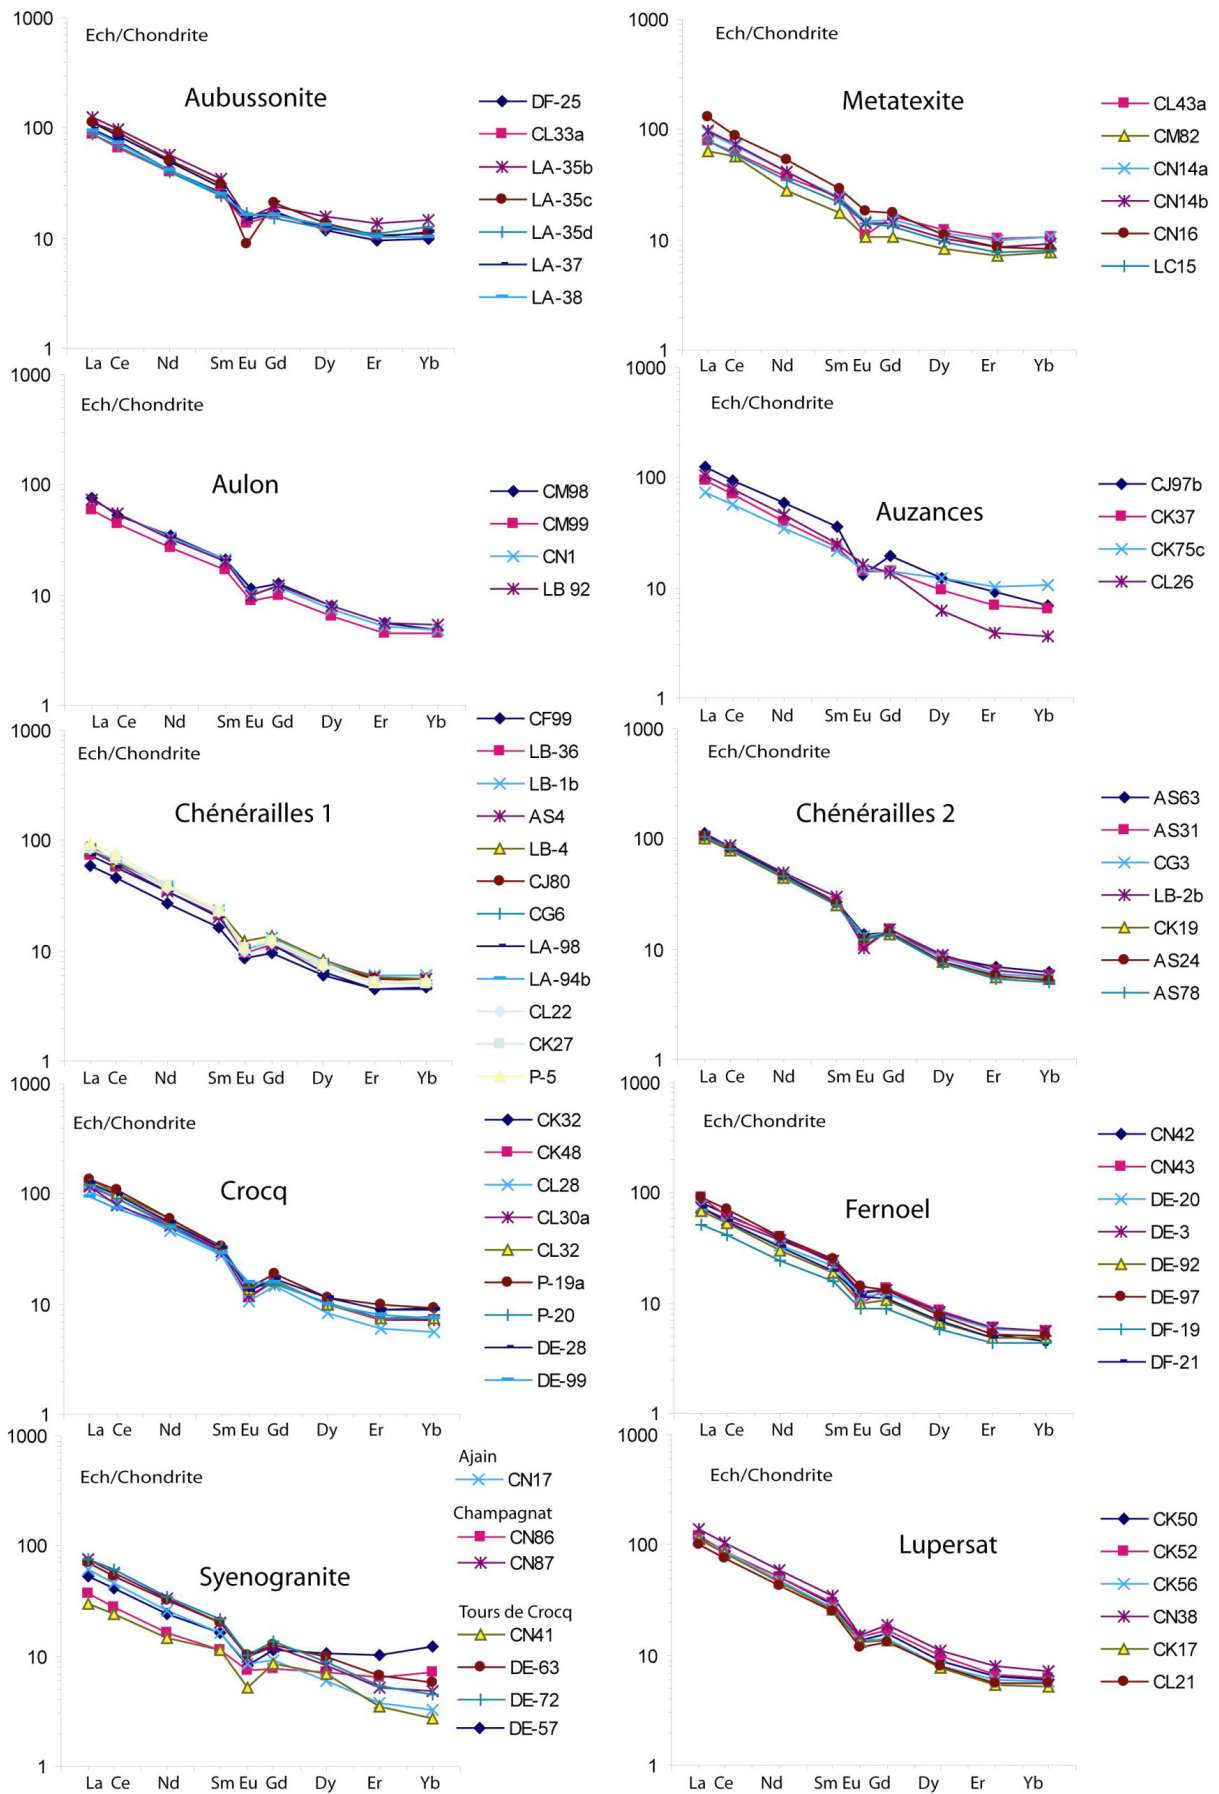 1000
Ech/Chondrite
Aubussonite
100
10
1
La Ce Nd Sm Eu Gd Dy Er Yb
DF-25
CL33a
LA-35b
LA-35c
LA-35d
LA-37
LA-38
1000
Ech/Chondrite
Metatexite
100
10
1
La Ce Nd Sm Eu Gd Dy Er Yb
CL43a
CM82
CN14a
CN14b
CN16
LC15
1000
Ech/Chondrite
Aulon
100
10
1
La Ce Nd Sm Eu Gd Dy Er Yb
CM98
CM99
CN1
LB 92
1000
Ech/Chondrite
Auzances
100
10
1
La Ce Nd Sm Eu Gd Dy Er Yb
CJ97b
CK37
CK75c
CL26
1000
Ech/Chondrite
Chénérailles 1
100
10
1
La Ce Nd Sm Eu Gd Dy Er Yb
CF99
LB-36
LB-1b
AS4
LB-4
CJ80
CG6
LA-98
LA-94b
CL22
CK27
P-5
1000
Ech/Chondrite
Chénérailles 2
100
10
1
La Ce Nd Sm Eu Gd Dy Er Yb
AS63
AS31
CG3
LB-2b
CK19
AS24
AS78
1000
Ech/Chondrite
Crocq
100
10
1
La Ce Nd Sm Eu Gd Dy Er Yb
CK32
CK48
CL28
CL30a
CL32
P-19a
P-20
DE-28
DE-99
1000
Ech/Chondrite
Fernoel
100
10
1
La Ce Nd Sm Eu Gd Dy Er Yb
CN42
CN43
DE-20
DE-3
DE-92
DE-97
DF-19
DF-21
1000
Ech/Chondrite
Syenogranite
100
10
1
La Ce Nd Sm Eu Gd Dy Er Yb
Ajain
CN17
Champagnat
CN86
CN87
Tours de Crocq
CN41
DE-63
DE-72
DE-57
1000
Ech/Chondrite
Lupersat
100
10
1
La Ce Nd Sm Eu Gd Dy Er Yb
CK50
CK52
CK56
CN38
CK17
CL21